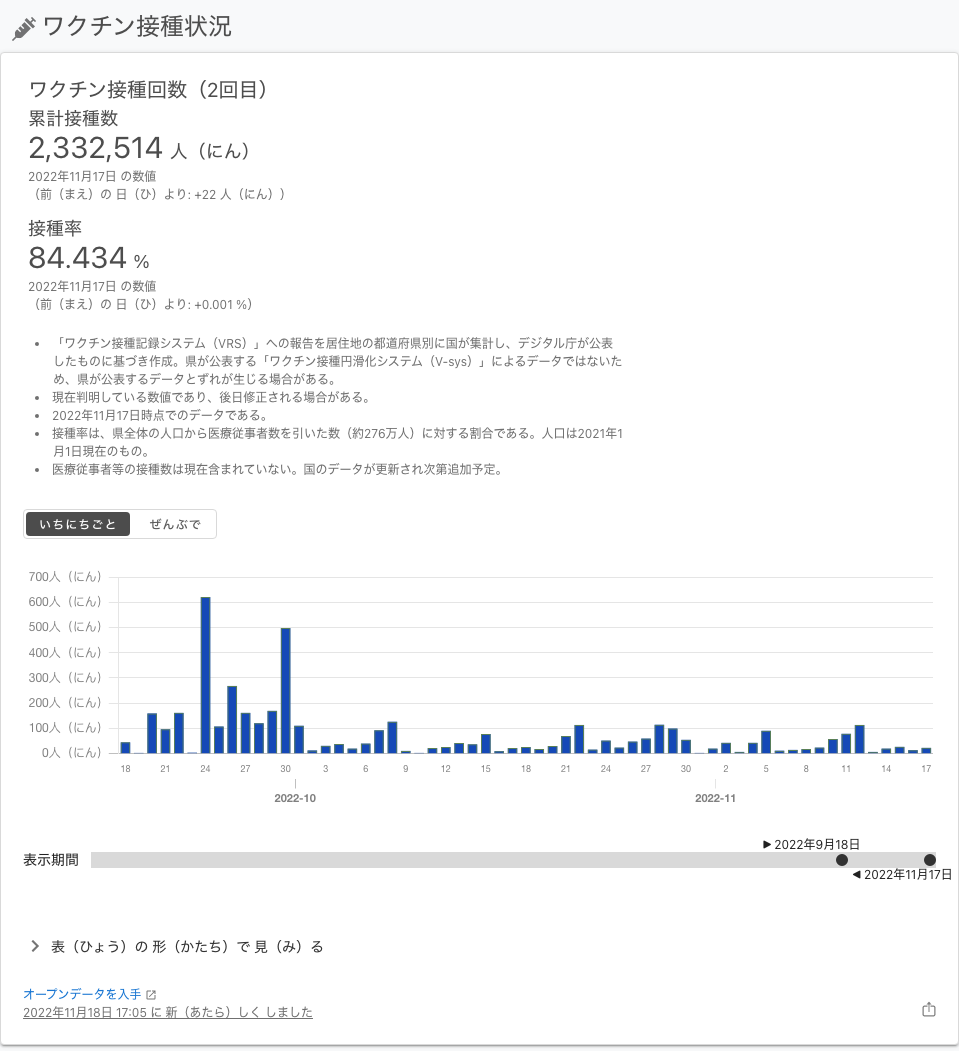 ワクチン接種状況
ワクチン接種回数（2回目）
累計接種数
2,332,514 人（にん）
2022年11月17日 の数値
（前（まえ）の 日（ひ）より: +22 人（にん））
接種率
84.434 %
2022年11月17日 の数値
（前（まえ）の 日（ひ）より: +0.001 %）
• 「ワクチン接種記録システム（VRS）」への報告を居住地の都道府県別に国が集計し、デジタル庁が公表
したものに基づき作成。県が公表する「ワクチン接種円滑化システム（V-sys）」によるデータではないた
め、県が公表するデータとずれが生じる場合がある。
• 現在判明している数値であり、後日修正される場合がある。
• 2022年11月17日時点でのデータである。
• 接種率は、県全体の人口から医療従事者数を引いた数（約276万人）に対する割合である。人口は2021年1
月1日現在のもの。
• 医療従事者等の接種数は現在含まれていない。国のデータが更新され次第追加予定。
いちにちごと ぜんぶで
700人（にん）
600人（にん）
500人（にん）
400人（にん）
300人（にん）
200人（にん）
100人（にん）
0人（にん）
18 21 24 27 30 3 6 9 12 15 18 21 24 27 30 2 5 8 11 14 17
2022-10 2022-11
▶ 2022年9月18日
表示期間
◀ 2022年11月17日
表（ひょう）の 形（かたち）で 見（み）る
オープンデータを入手
2022年11月18日 17:05 に 新（あたら）しく しました